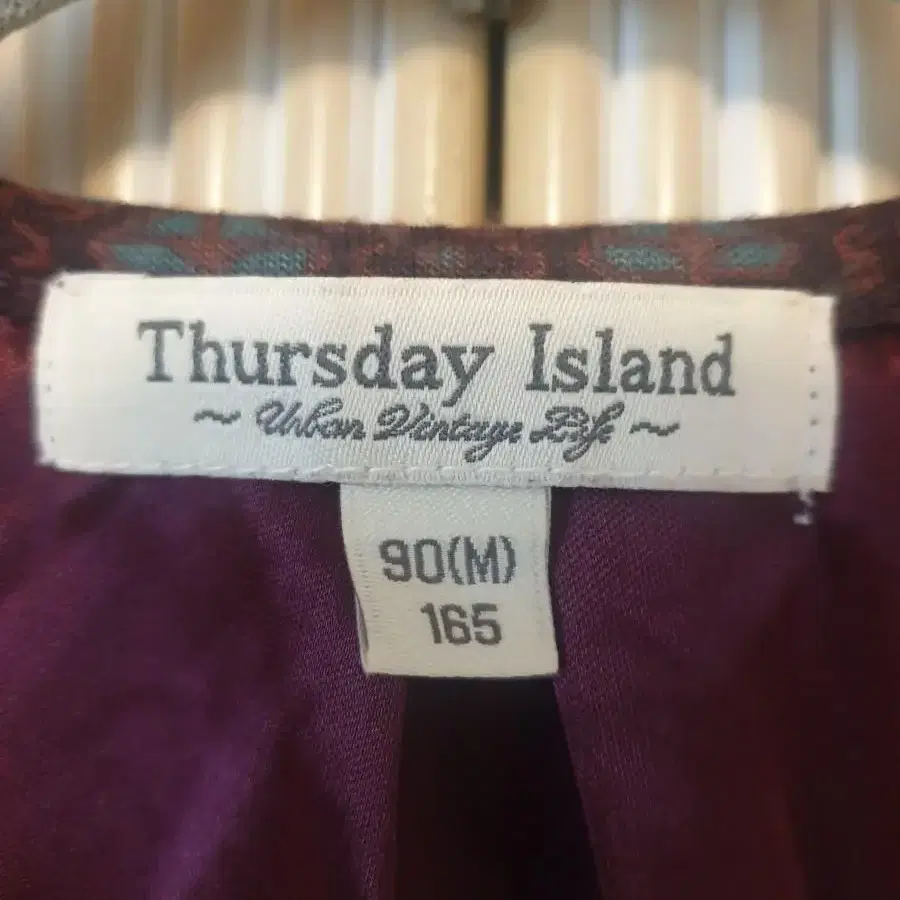 Thursday Island
~ Urban Vintage Life ~
90(M)
165